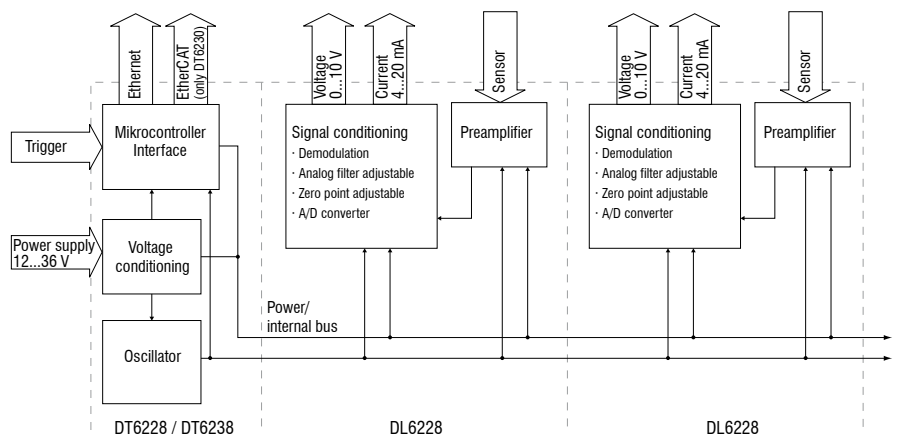 Ethernet
EtherCAT
(only DT6230)
Trigger
Mikrocontroller
Interface
Power supply
12...36 V
Voltage
conditioning
Oscillator
DT6228 / DT6238
Power/
internal bus
Voltage
0...10 V
Current
4...20 mA
Sensor
Signal conditioning
· Demodulation
· Analog filter adjustable
· Zero point adjustable
· A/D converter
Preamplifier
DL6228
Voltage
0...10 V
Current
4...20 mA
Sensor
Signal conditioning
· Demodulation
· Analog filter adjustable
· Zero point adjustable
· A/D converter
Preamplifier
DL6228